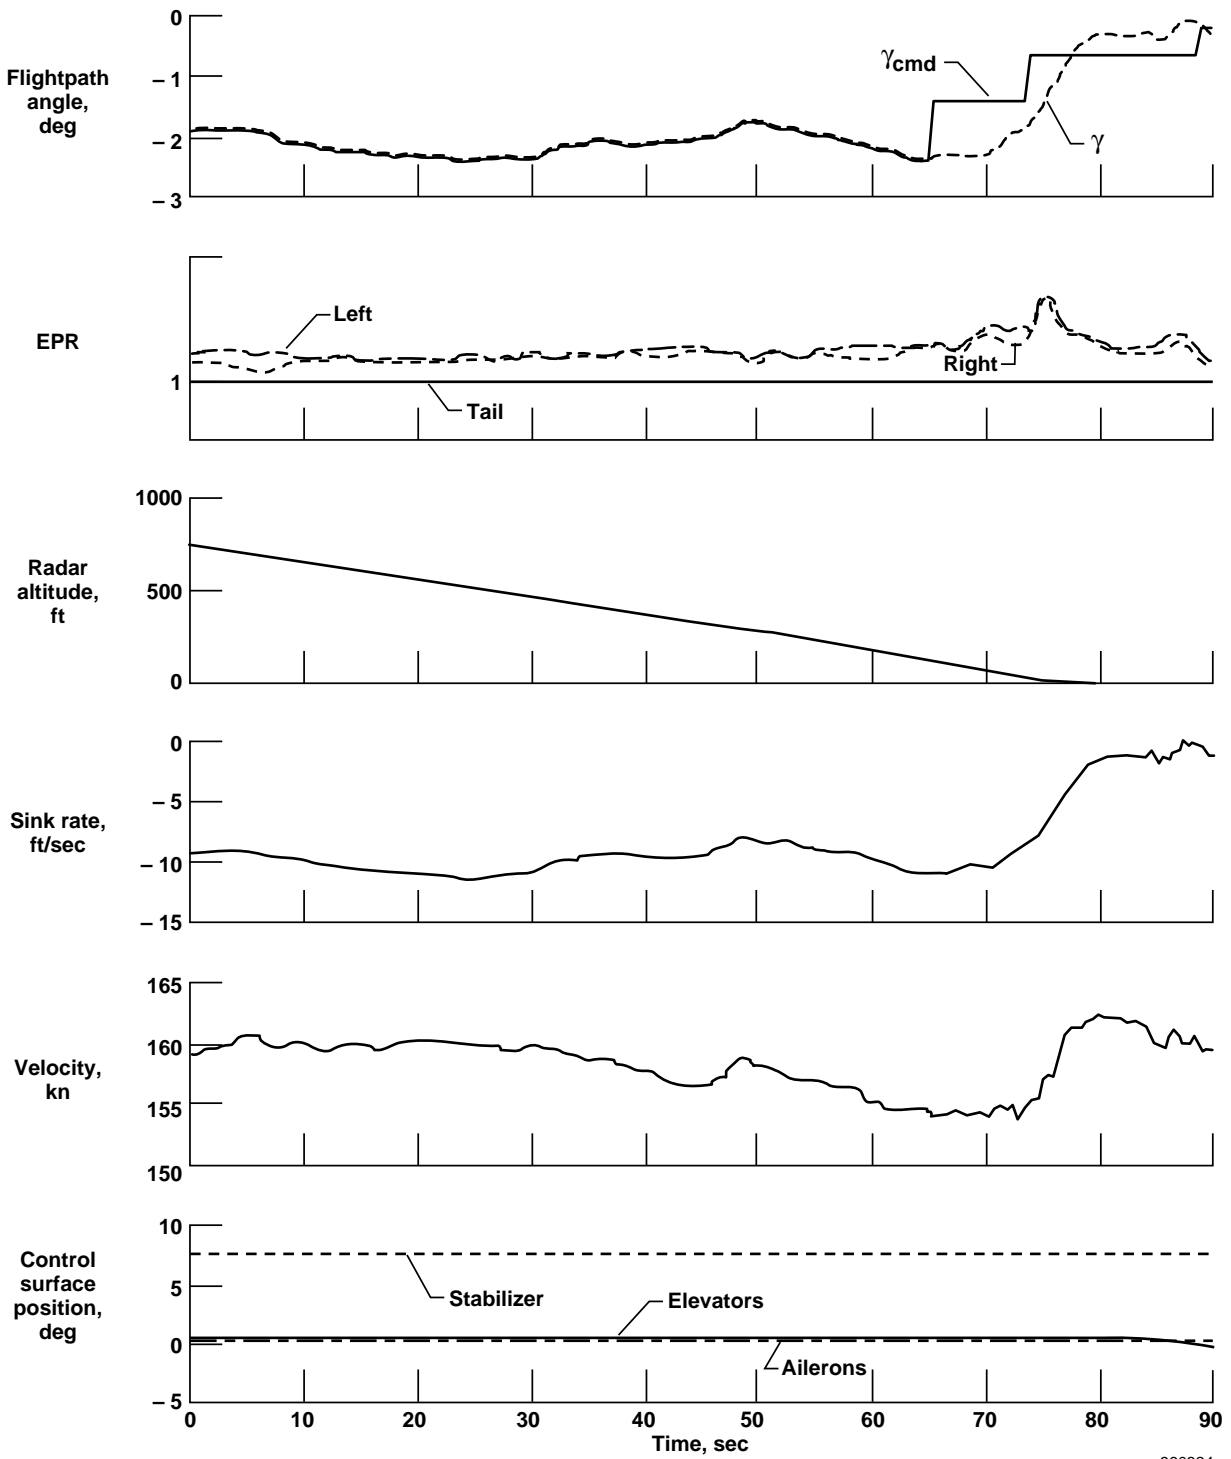 0
– 1
– 2
– 3
Flightpath
angle,
deg
γcmd
γ
EPR
1
Left
Right
Tail
1000
500
0
Radar
altitude,
ft
0
– 5
– 10
– 15
Sink rate,
ft/sec
165
160
155
150
Velocity,
kn
10
5
0
– 5
Control
surface
position,
deg
Stabilizer
Elevators
Ailerons
0 10 20 30 40 50 60 70 80 90
Time, sec